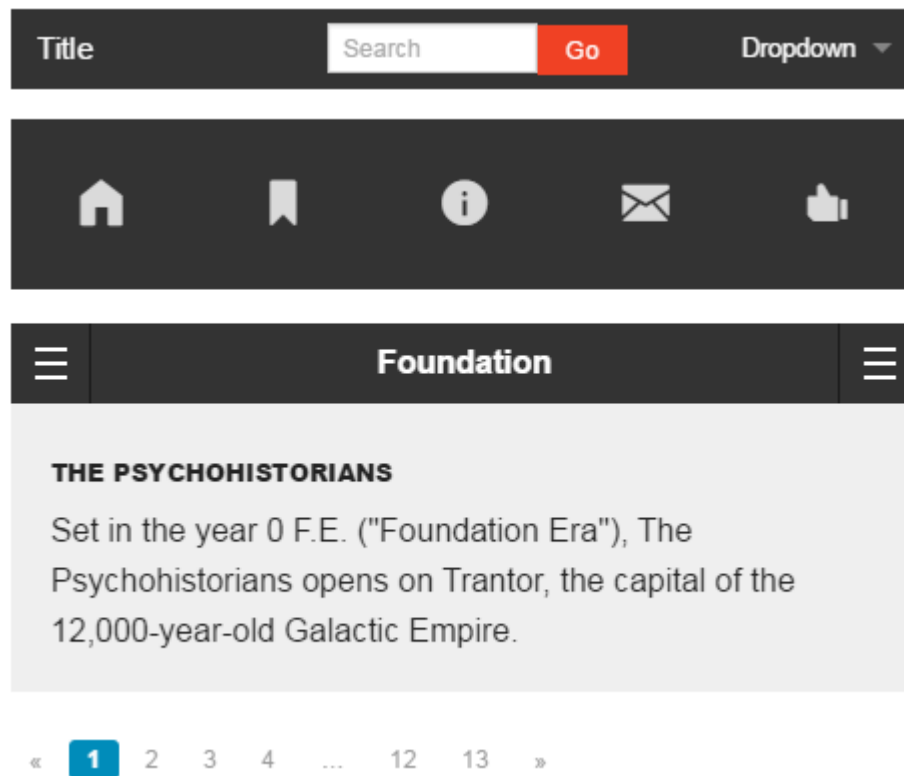 Title Search Go Dropdown
Foundation
THE PSYCHOHISTORIANS
Set in the year 0 F.E. ("Foundation Era"), The
Psychohistorians opens on Trantor, the capital of the
12,000-year-old Galactic Empire.
« 1 2 3 4 ... 12 13 »